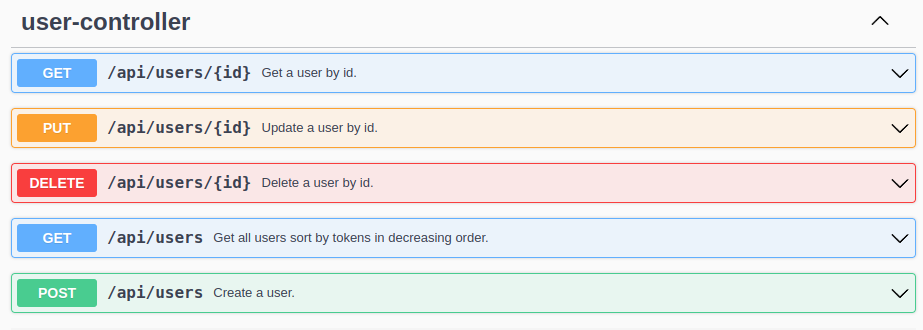 user-controller
GET /api/users/{id} Get a user by id.
PUT /api/users/{id} Update a user by id.
DELETE /api/users/{id} Delete a user by id.
GET /api/users Get all users sort by tokens in decreasing order.
POST /api/users Create a user.